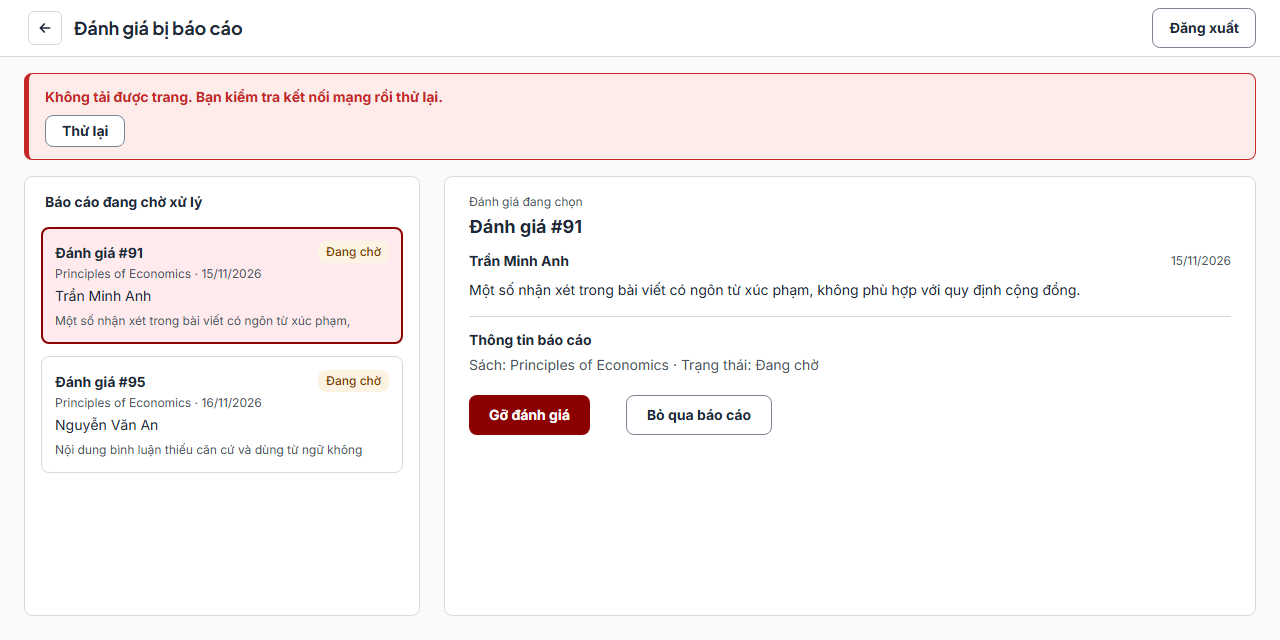 Đánh giá bị báo cáo
Đăng xuất
Không tải được trang. Bạn kiểm tra kết nối mạng rồi thử lại.
Thử lại
Báo cáo đang chờ xử lý
Đánh giá #91
Đang chờ
Principles of Economics · 15/11/2026
Trần Minh Anh
Một số nhận xét trong bài viết có ngôn từ xúc phạm,
Đánh giá #95
Đang chờ
Principles of Economics · 16/11/2026
Nguyễn Văn An
Nội dung bình luận thiếu căn cứ và dùng từ ngữ không
Đánh giá đang chọn
Đánh giá #91
Trần Minh Anh
15/11/2026
Một số nhận xét trong bài viết có ngôn từ xúc phạm, không phù hợp với quy định cộng đồng.
Thông tin báo cáo
Sách: Principles of Economics · Trạng thái: Đang chờ
Gỡ đánh giá
Bỏ qua báo cáo